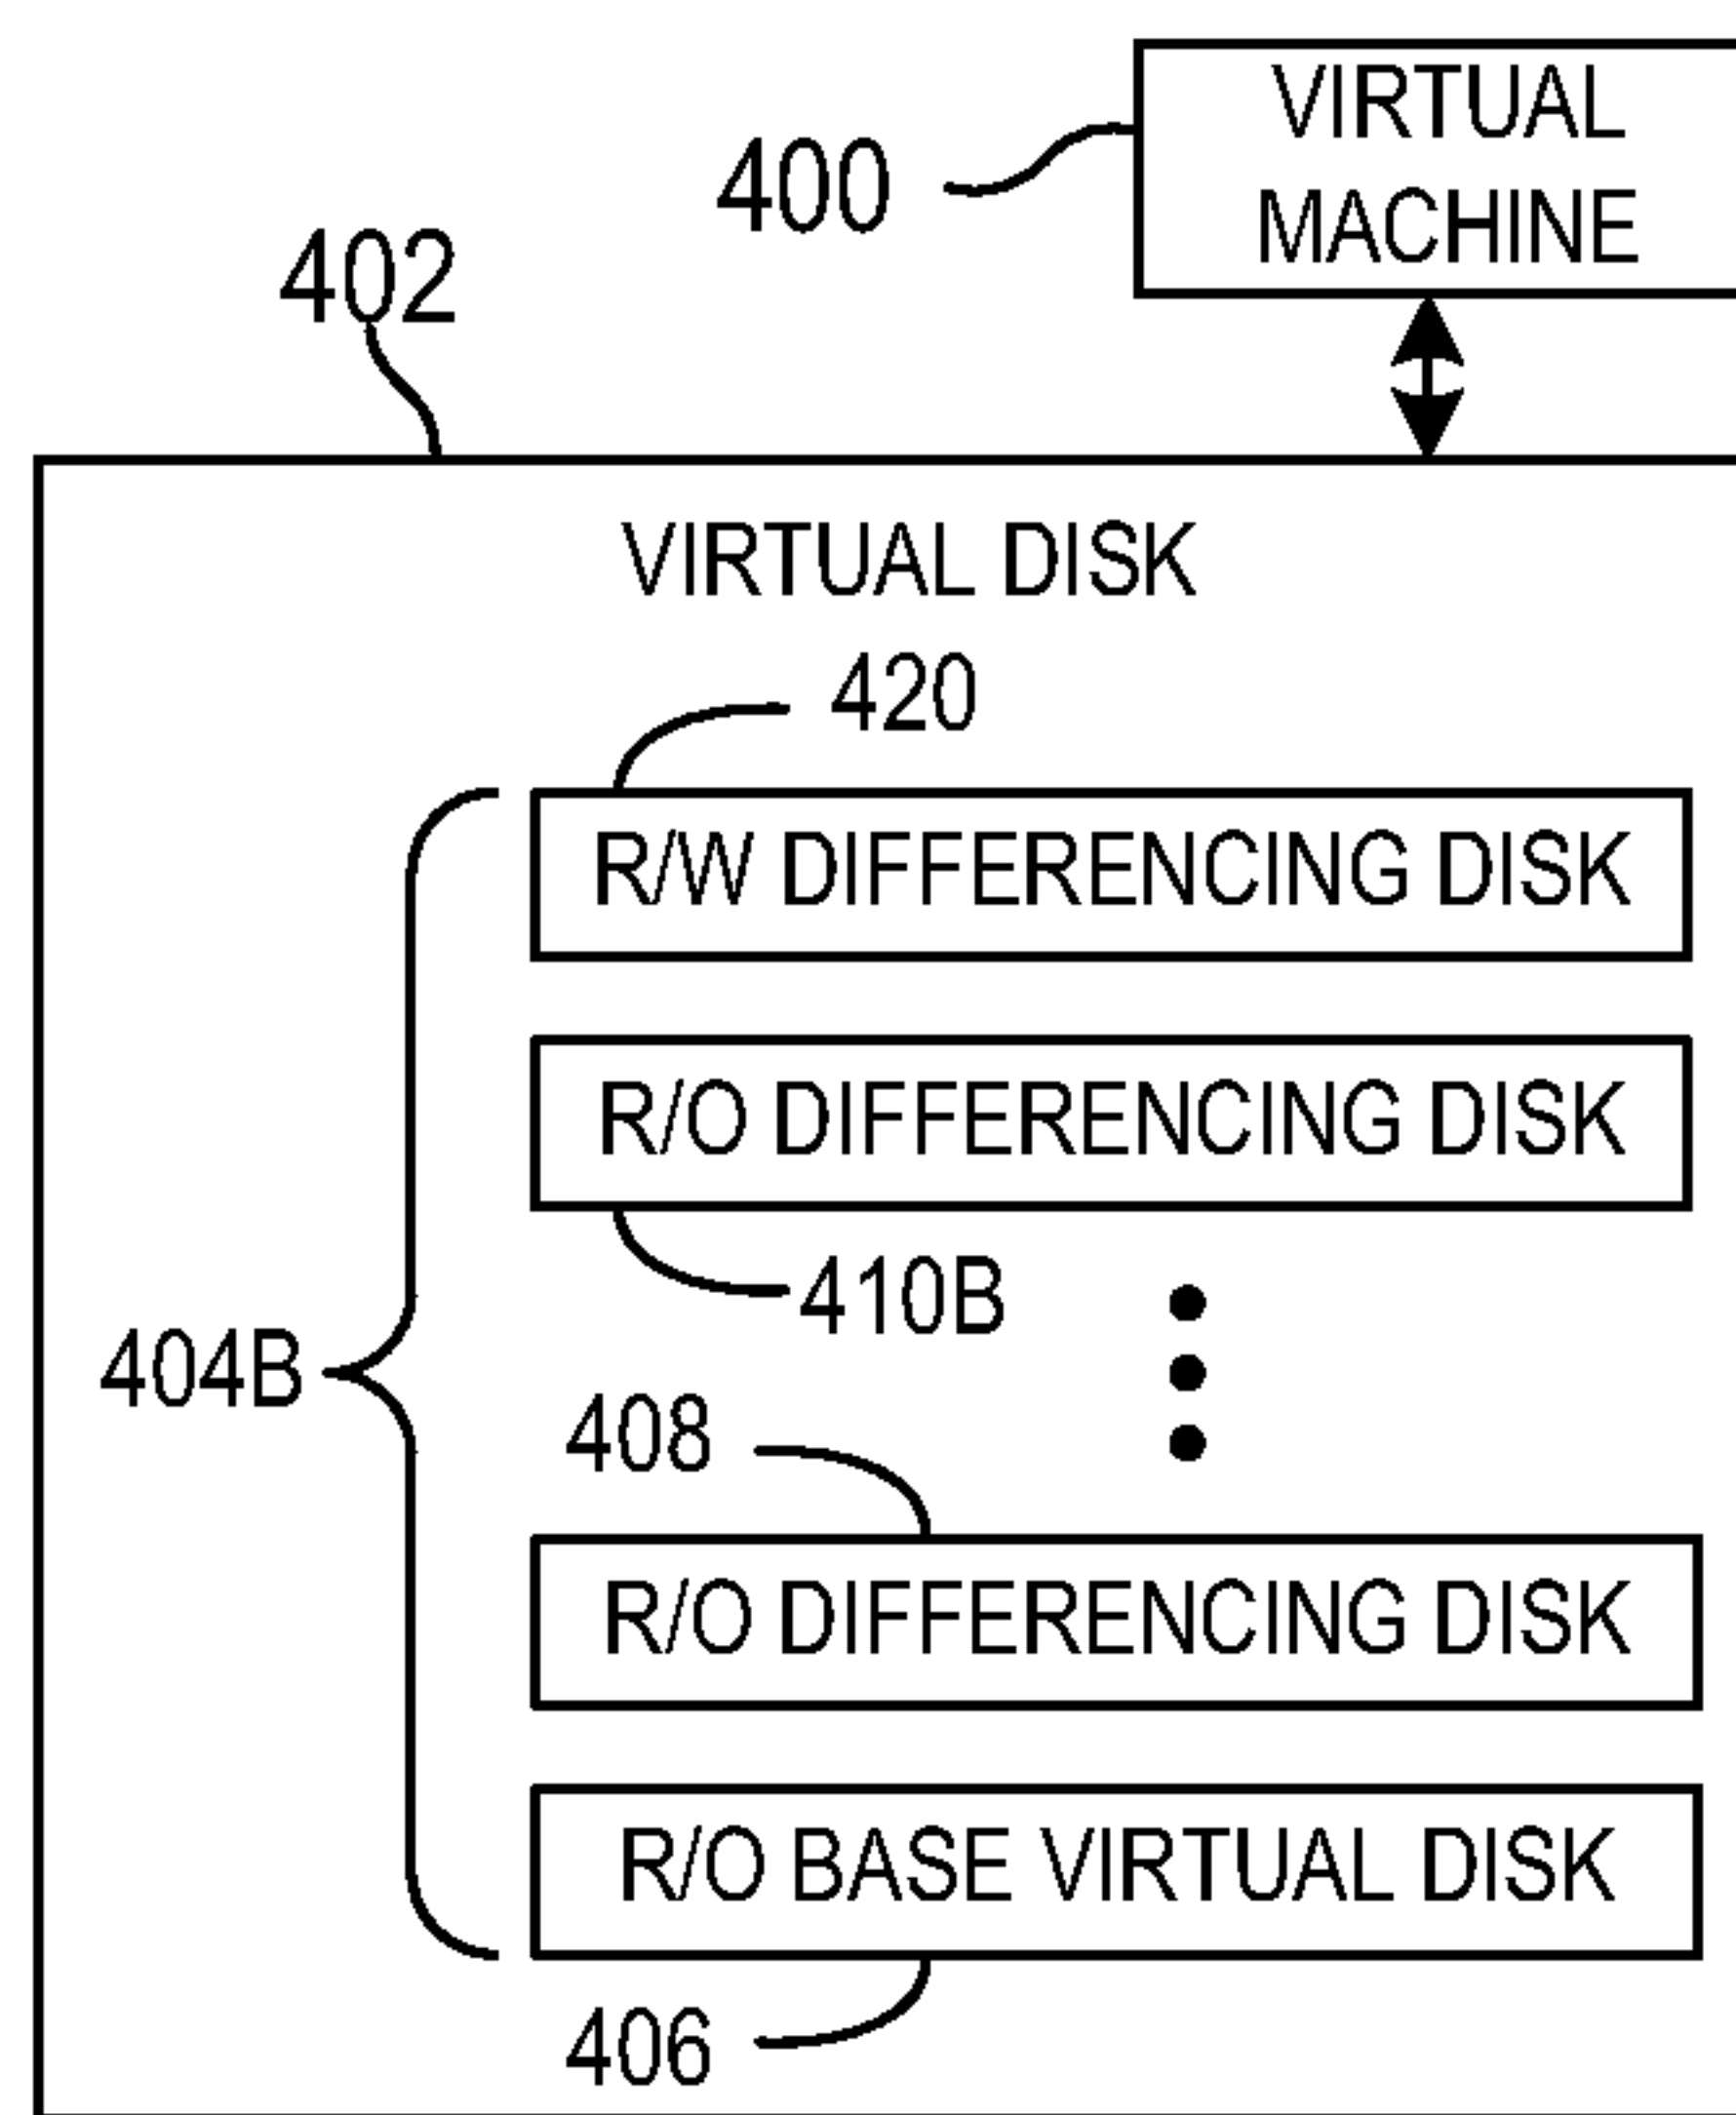 VIRTUAL
MACHINE
400
402
VIRTUAL DISK
420
R/W DIFFERENCING DISK
R/O DIFFERENCING DISK
410B
404B
408
R/O DIFFERENCING DISK
R/O BASE VIRTUAL DISK
406